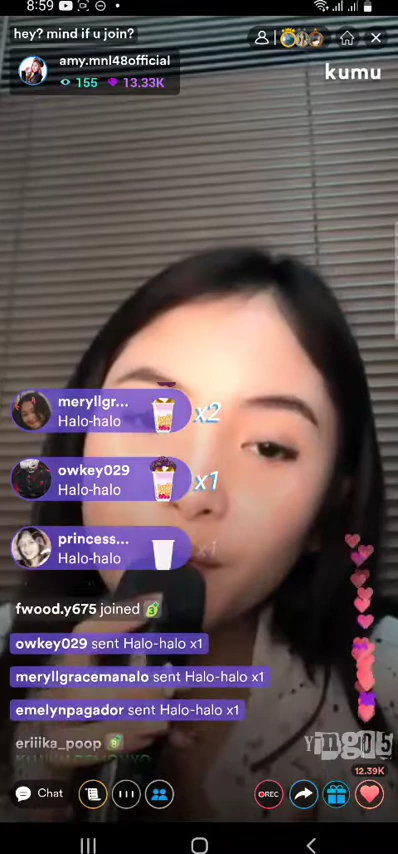 8:59
hey? mind if u join?
amy.mnl48official
155 13.33K
kumu
meryllgr...
Halo-halo
x2
owkey029
Halo-halo
x1
princess...
Halo-halo
x1
fwood.y675 joined
owkey029 sent Halo-halo x1
meryllgracemanalo sent Halo-halo x1
emelynpagador sent Halo-halo x1
eriiika_poop
Ying05
12.39K
Chat
REC